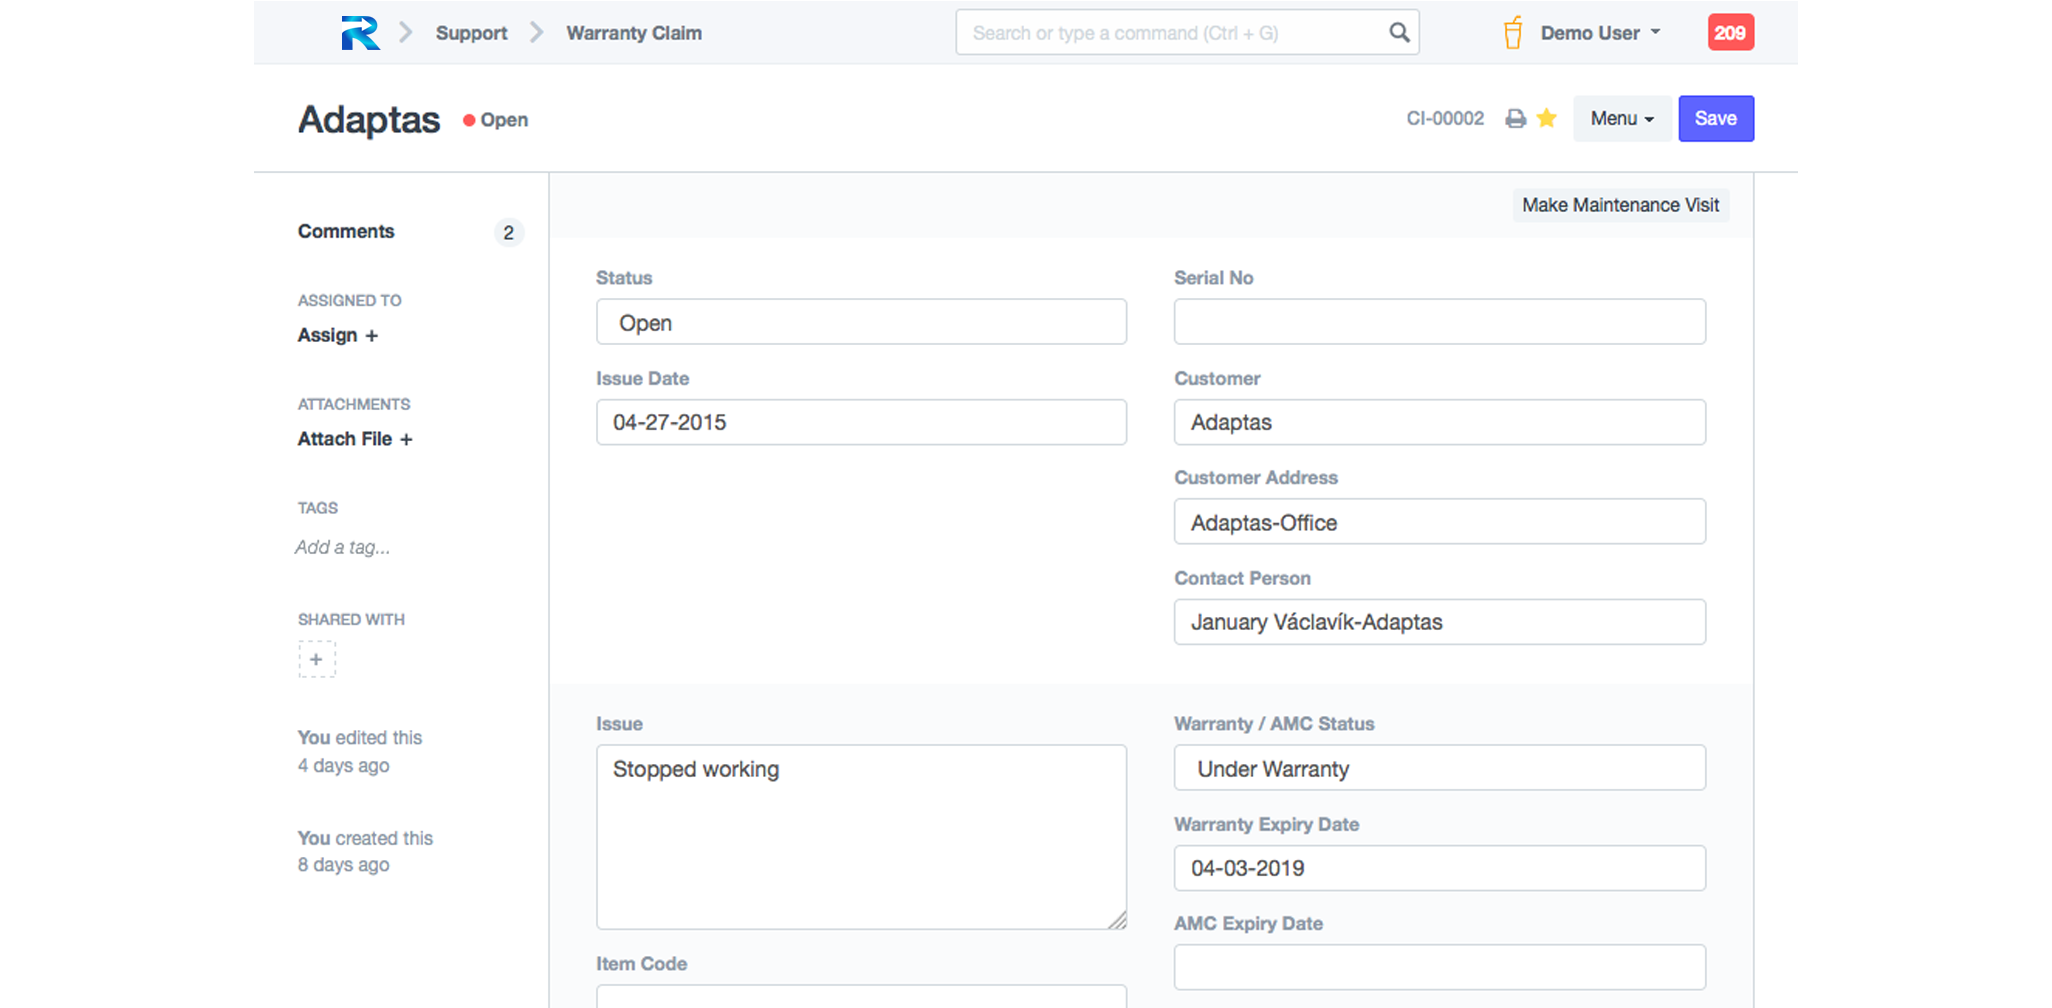 Support
Warranty Claim
Search or type a command (Ctrl + G)
Demo User
209
Adaptas
Open
CI-00002
Menu
Save
Comments
2
ASSIGNED TO
Assign +
ATTACHMENTS
Attach File +
TAGS
Add a tag...
SHARED WITH
+
You edited this
4 days ago
You created this
8 days ago
Make Maintenance Visit
Status
Open
Issue Date
04-27-2015
Serial No
Customer
Adaptas
Customer Address
Adaptas-Office
Contact Person
January Václavík-Adaptas
Issue
Stopped working
Item Code
Warranty / AMC Status
Under Warranty
Warranty Expiry Date
04-03-2019
AMC Expiry Date